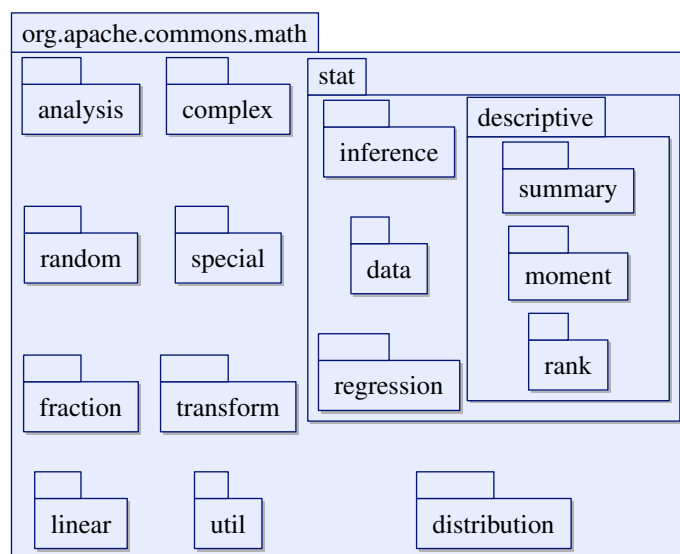 org.apache.commons.math
analysis
complex
stat
inference
descriptive
summary
random
special
data
moment
fraction
transform
regression
rank
linear
util
distribution